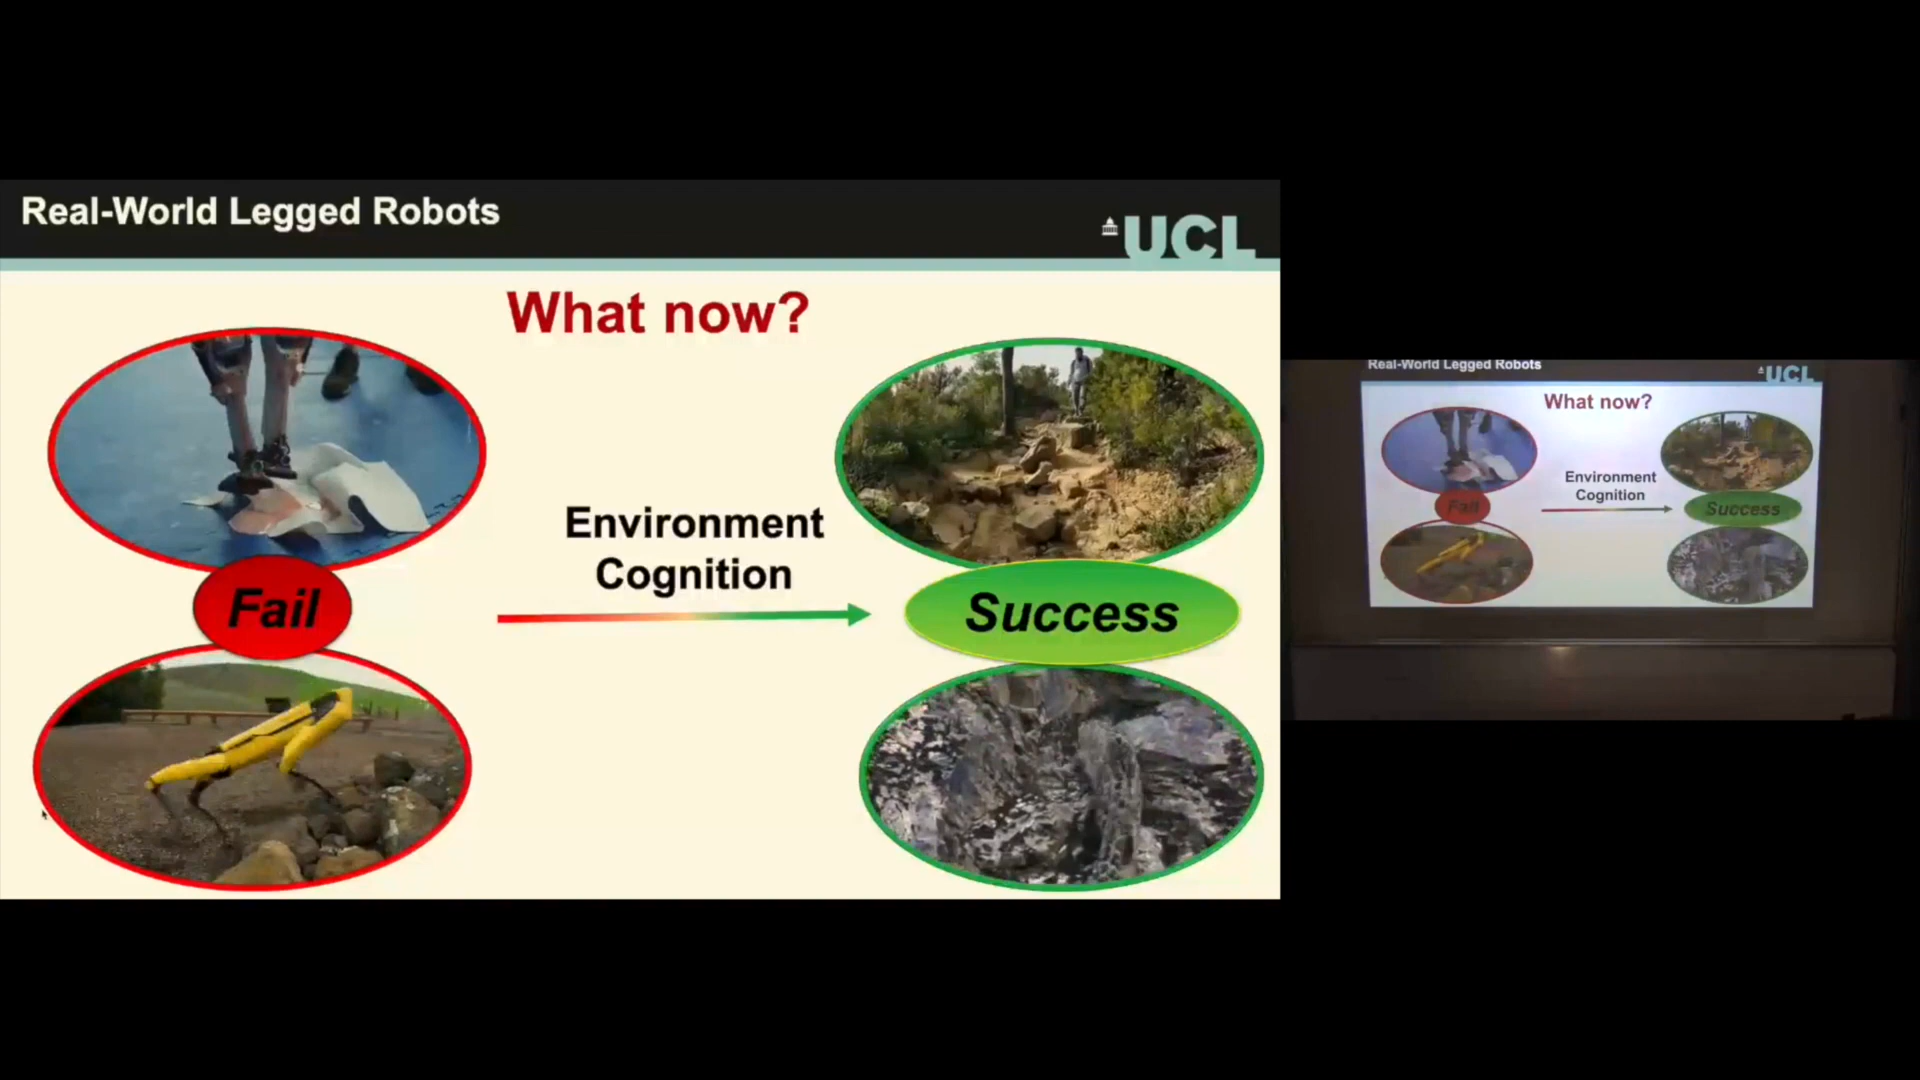 Real-World Legged Robots
UCL
What now?
Environment
Cognition
Fail
Success
Real-World Legged Robots
UCL
What now?
Environment
Cognition
Fail
Success